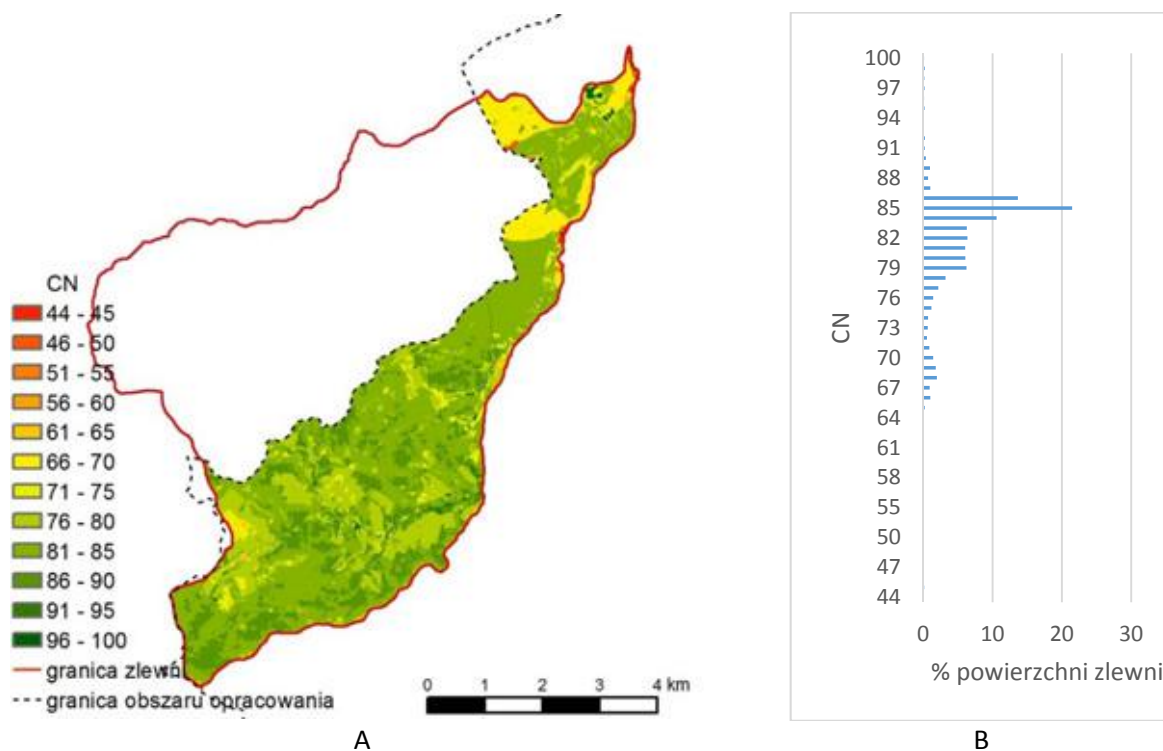 CN
44 - 45
46 - 50
51 - 55
56 - 60
61 - 65
66 - 70
71 - 75
76 - 80
81 - 85
86 - 90
91 - 95
96 - 100
granica zlewni
granica obszaru opracowania
0 1 2 3 4 km
A
100
97
94
91
88
85
82
79
76
73
70
67
64
61
58
55
50
47
44
CN
0 10 20 30
% powierzchni zlewni
B